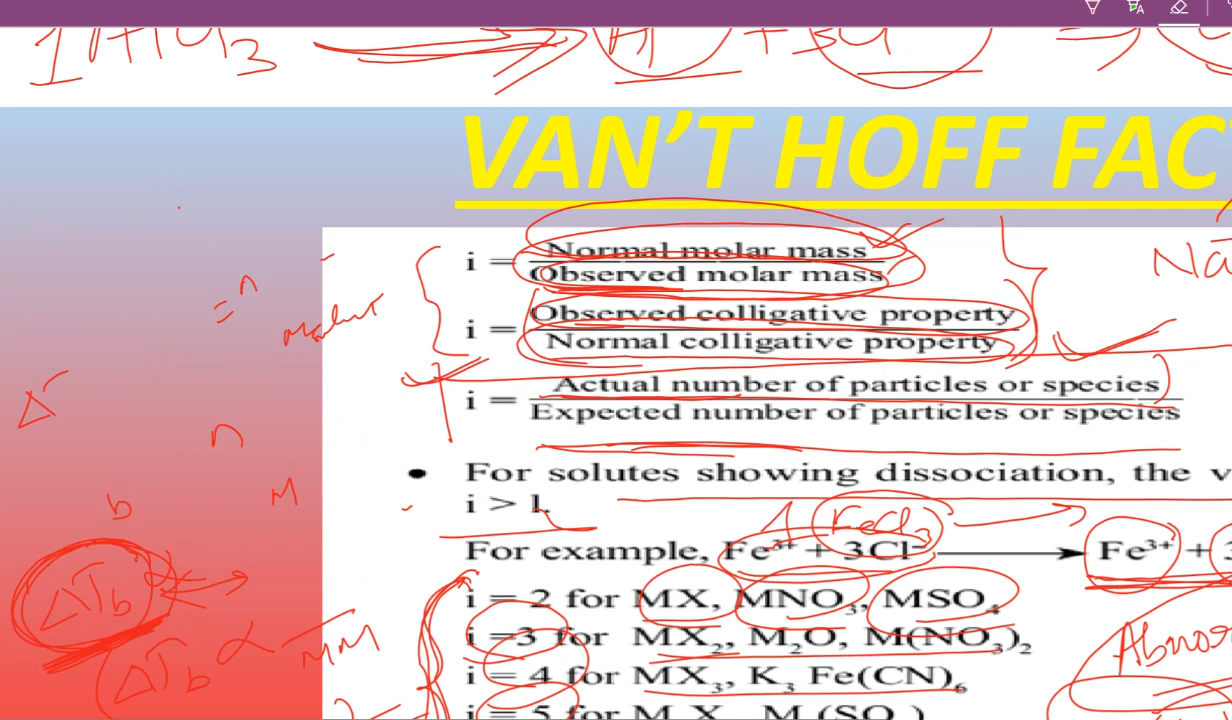 VAN'T HOFF FAC
i = Normal molar mass
Observed molar mass
i = Observed colligative property
Normal colligative property
i = Actual number of particles or species
Expected number of particles or species
n
Δ
n
M
b
• For solutes showing dissociation, the v
i > 1.
FeCl₃
For example, Fe³⁺ + 3Cl⁻ ⟶ Fe³⁺ +
i = 2 for MX, MNO₃, MSO₄
i =3 for MX₂, M₂O, M(NO₃)₂
i = 4 for MX₃, K₃ Fe(CN)₆
ΔTb
ΔTb ∝
MM